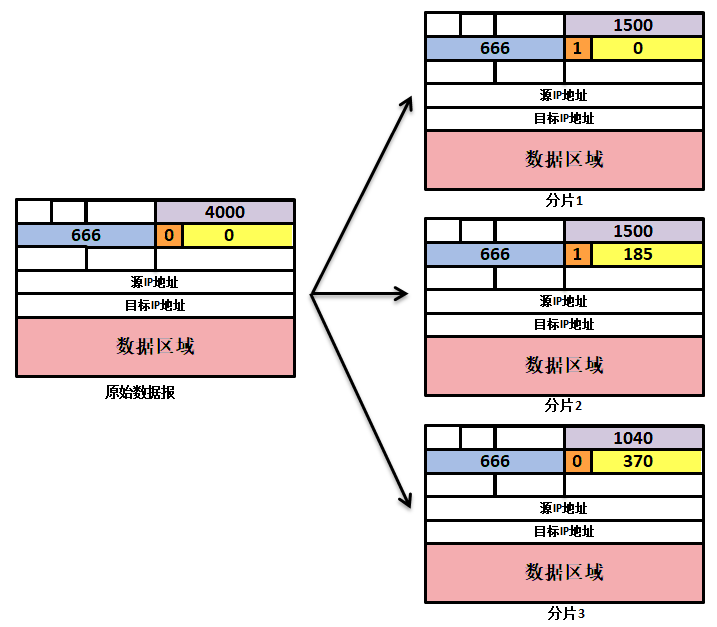 4000
666 0 0
源IP地址
目标IP地址
数据区域
原始数据报
1500
666 1 0
源IP地址
目标IP地址
数据区域
分片1
1500
666 1 185
源IP地址
目标IP地址
数据区域
分片2
1040
666 0 370
源IP地址
目标IP地址
数据区域
分片3